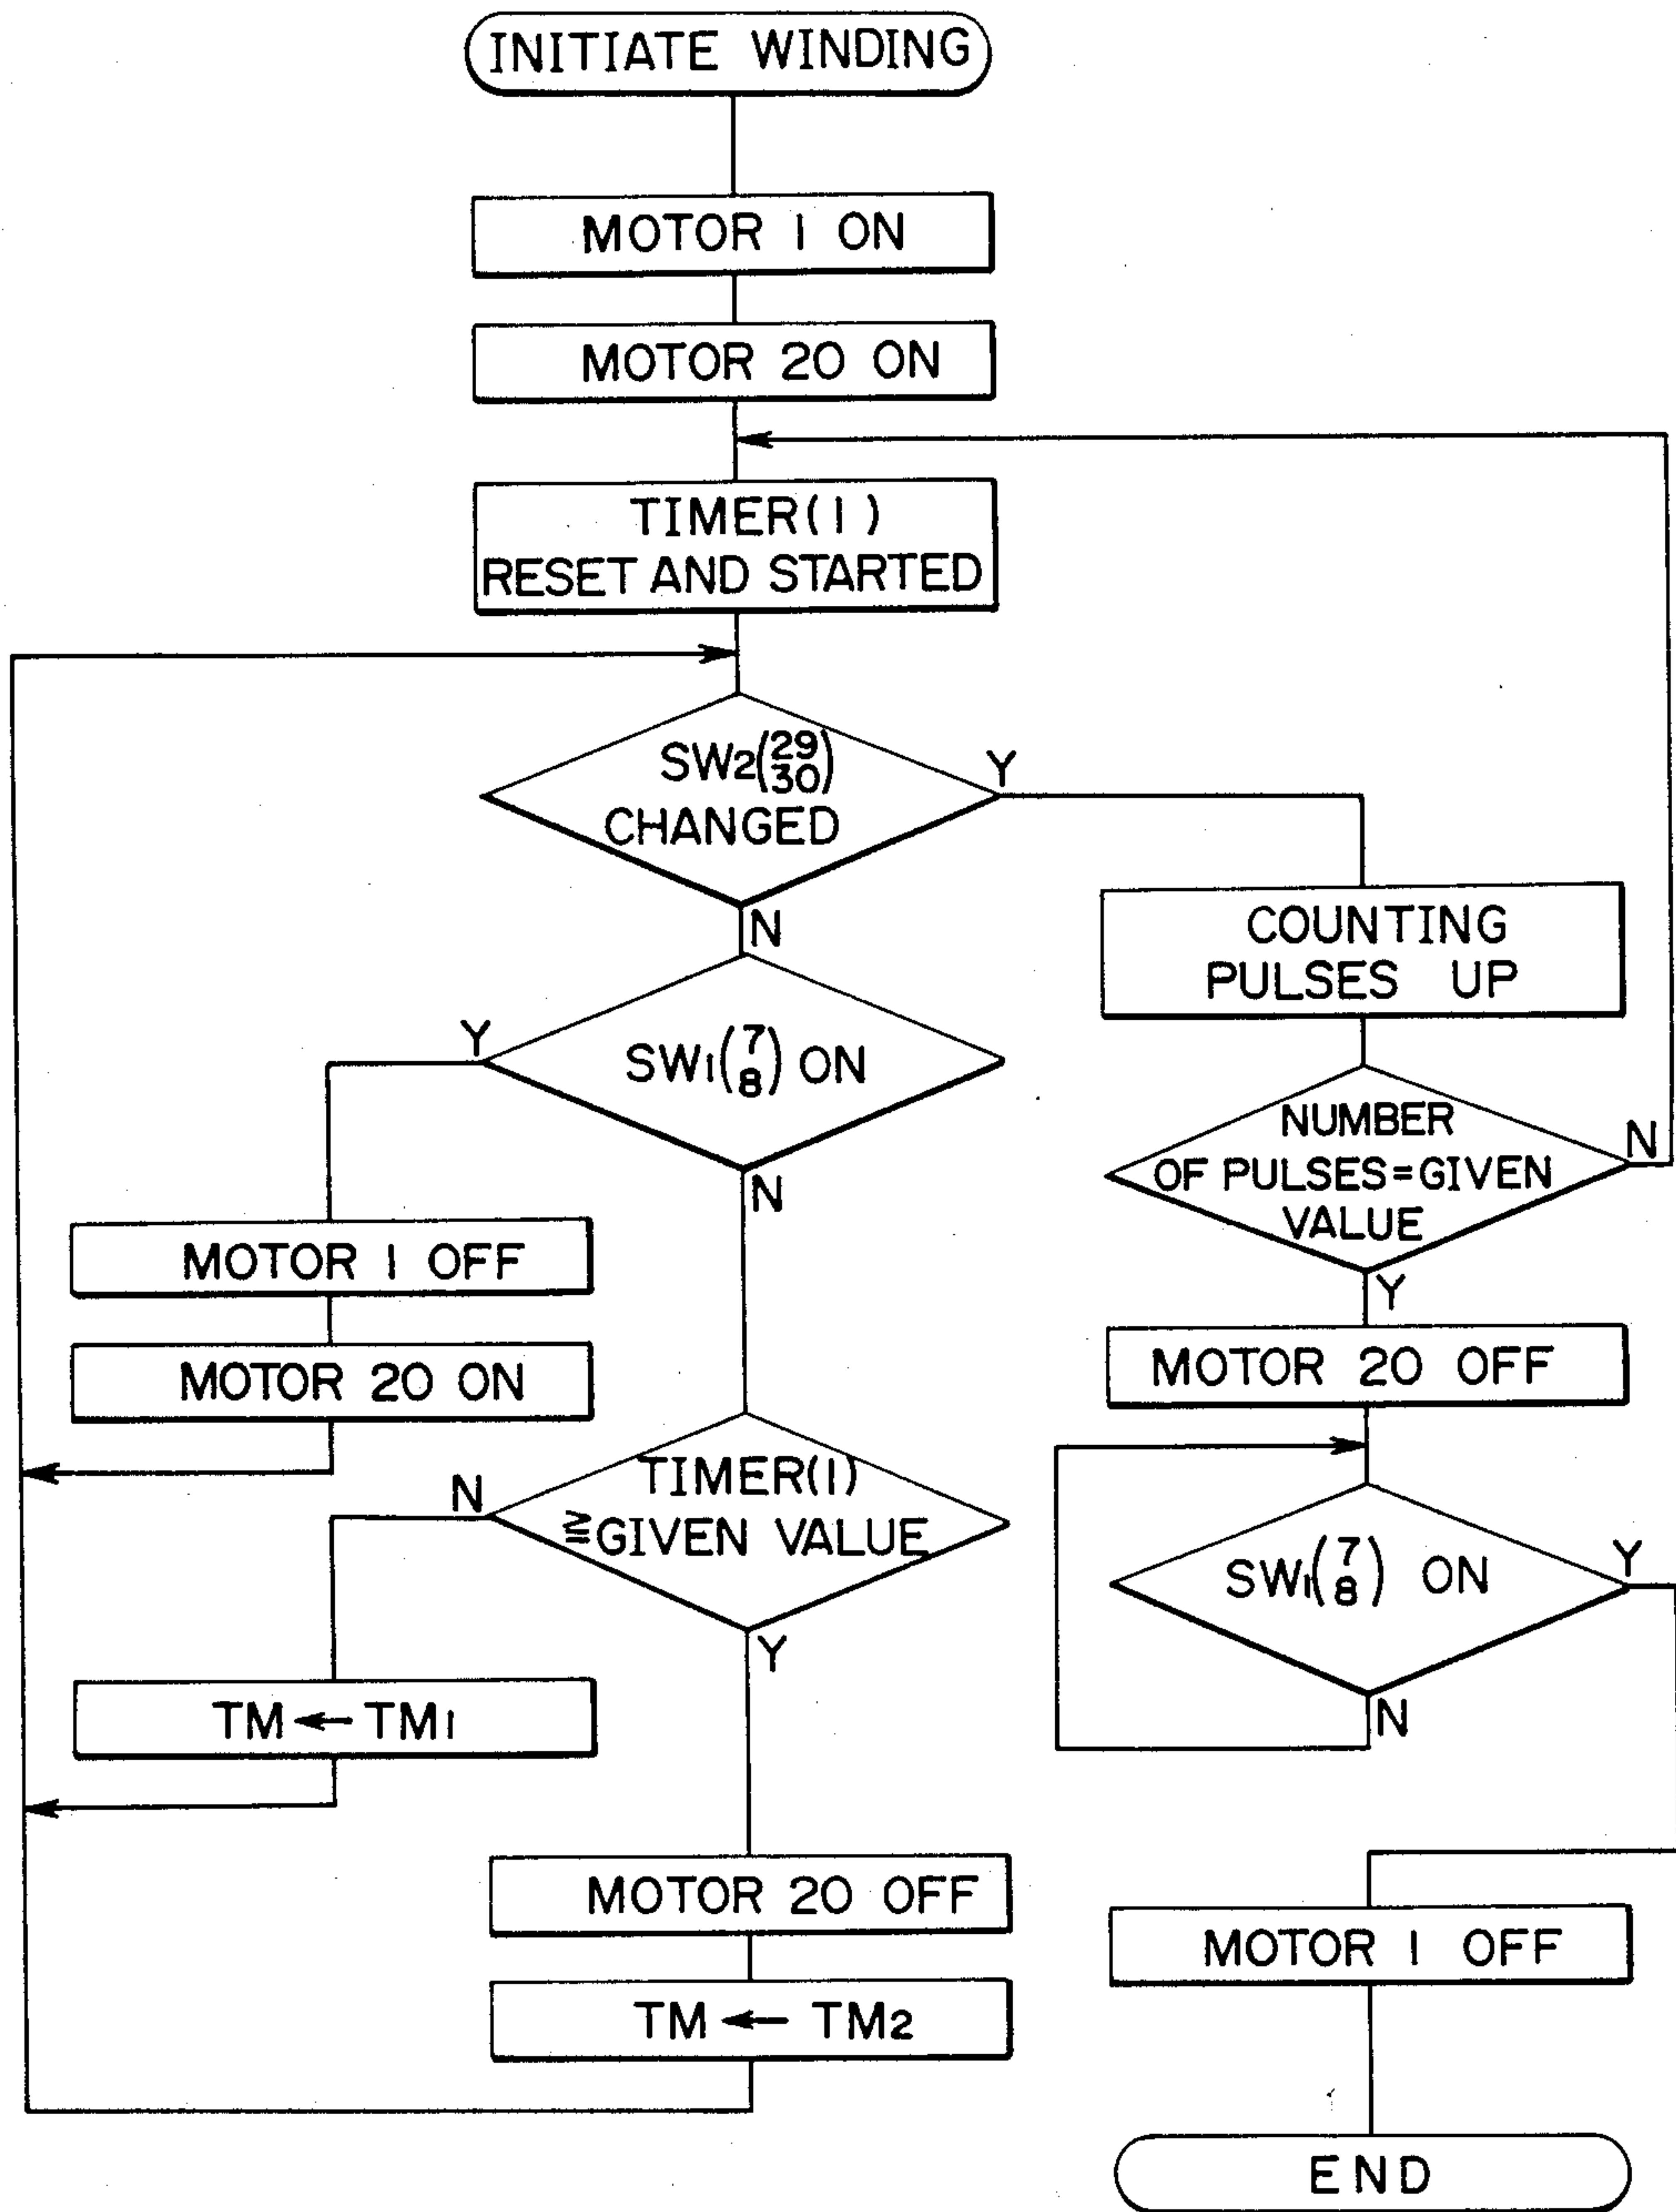 INITIATE WINDING
MOTOR 1 ON
MOTOR 20 ON
TIMER(1)
RESET AND STARTED
SW2(29
30)
CHANGED
Y
N
COUNTING
PULSES UP
SW1(7
8) ON
Y
N
NUMBER
OF PULSES=GIVEN
VALUE
N
Y
MOTOR 1 OFF
MOTOR 20 ON
MOTOR 20 OFF
TIMER(1)
≧GIVEN VALUE
N
Y
SW1(7
8) ON
Y
N
TM ← TM1
MOTOR 20 OFF
TM ← TM2
MOTOR 1 OFF
END